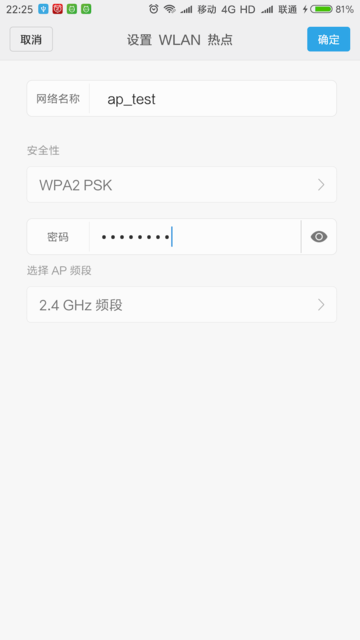 22:25 移动 4G HD 联通 81%
取消 设置 WLAN 热点 确定
网络名称 ap_test
安全性
WPA2 PSK
密码 ••••••••
选择 AP 频段
2.4 GHz 频段